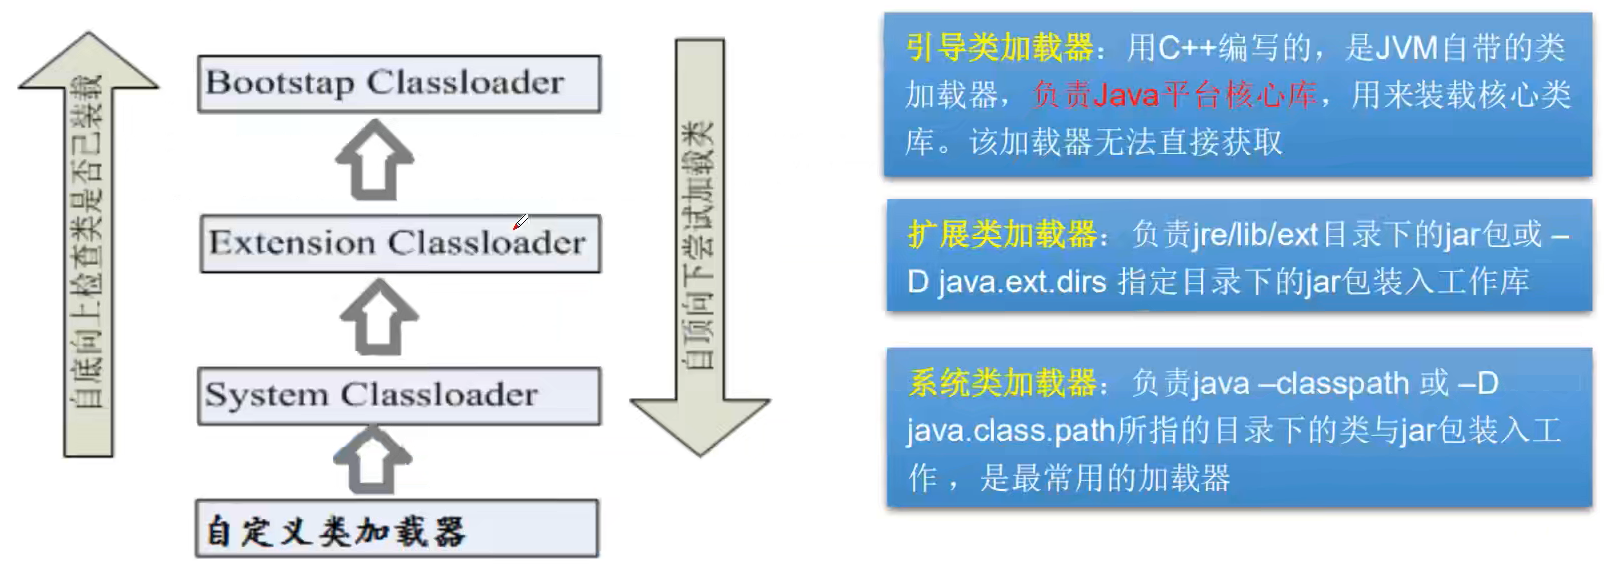 自底向上检查类是否已装载
Bootstap Classloader
Extension Classloader
System Classloader
自定义类加载器
自顶向下尝试加载类
引导类加载器：用C++编写的，是JVM自带的类
加载器，负责Java平台核心库，用来装载核心类
库。该加载器无法直接获取
扩展类加载器：负责jre/lib/ext目录下的jar包或 –
D java.ext.dirs 指定目录下的jar包装入工作库
系统类加载器：负责java –classpath 或 –D
java.class.path所指的目录下的类与jar包装入工
作 ，是最常用的加载器